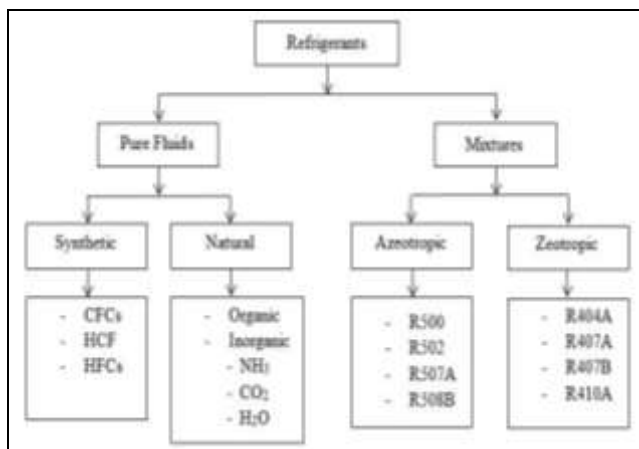 Refrigerants
Pure Fluids
Mixtures
Synthetic
Natural
Azeotropic
Zeotropic
- CFCs
- HCF
- HFCs
- Organic
- Inorganic
- NH₃
- CO₂
- H₂O
- R500
- R502
- R507A
- R508B
- R404A
- R407A
- R407B
- R410A